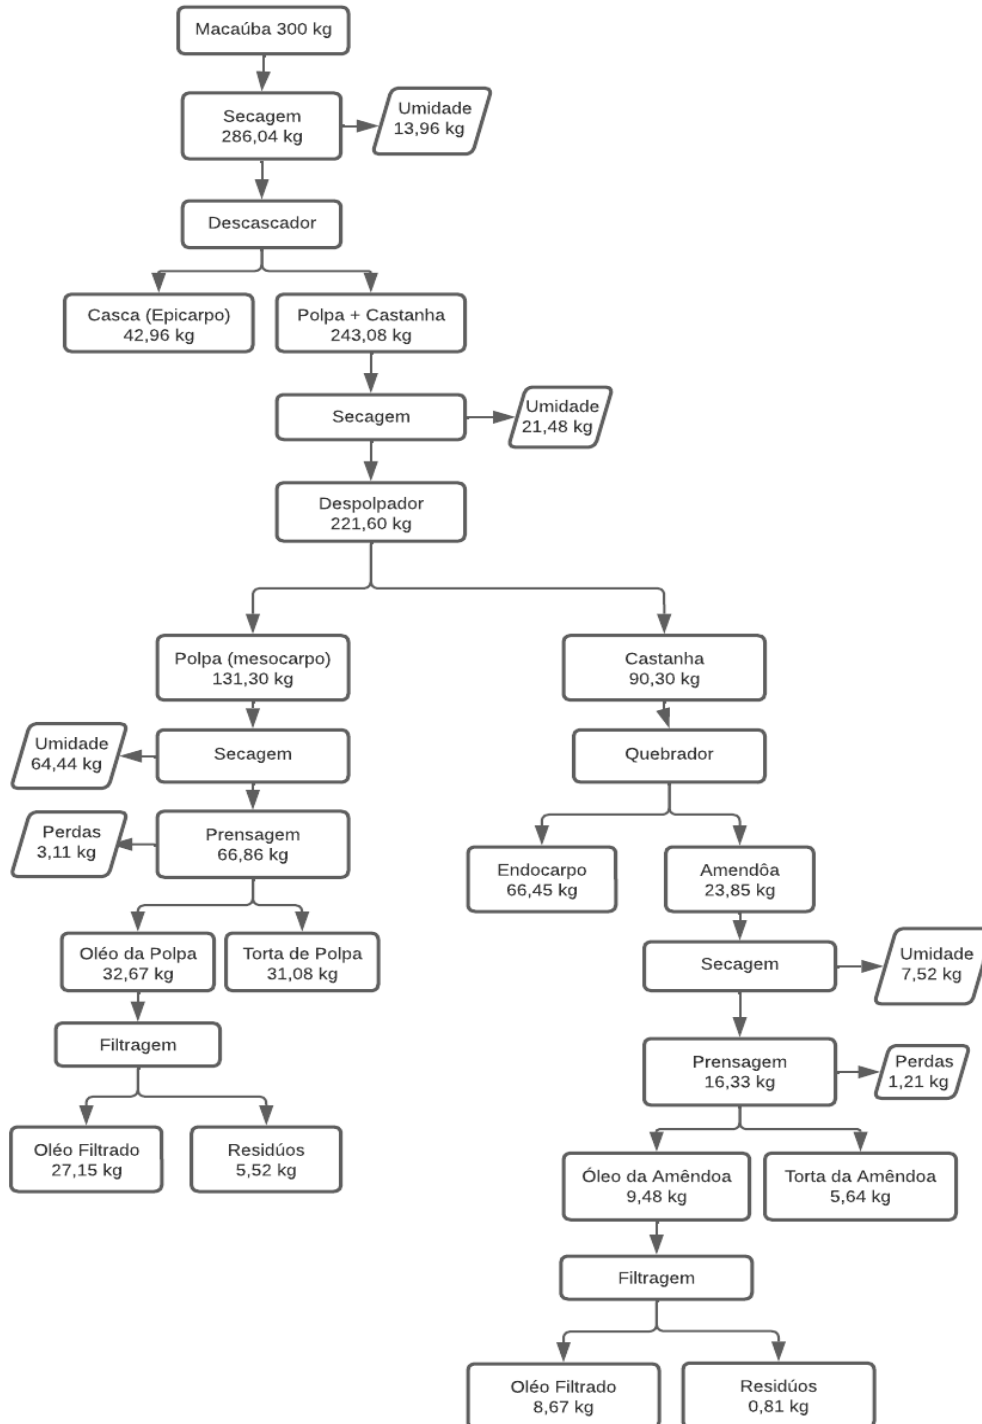 Macaúba 300 kg
Secagem
286,04 kg
Umidade
13,96 kg
Descascador
Casca (Epicarpo)
42,96 kg
Polpa + Castanha
243,08 kg
Secagem
Umidade
21,48 kg
Despolpador
221,60 kg
Polpa (mesocarpo)
131,30 kg
Castanha
90,30 kg
Umidade
64,44 kg
Secagem
Quebrador
Perdas
3,11 kg
Prensagem
66,86 kg
Endocarpo
66,45 kg
Amendôa
23,85 kg
Oléo da Polpa
32,67 kg
Torta de Polpa
31,08 kg
Secagem
Umidade
7,52 kg
Filtragem
Prensagem
16,33 kg
Perdas
1,21 kg
Oléo Filtrado
27,15 kg
Residúos
5,52 kg
Óleo da Amêndoa
9,48 kg
Torta da Amêndoa
5,64 kg
Filtragem
Oléo Filtrado
8,67 kg
Residúos
0,81 kg